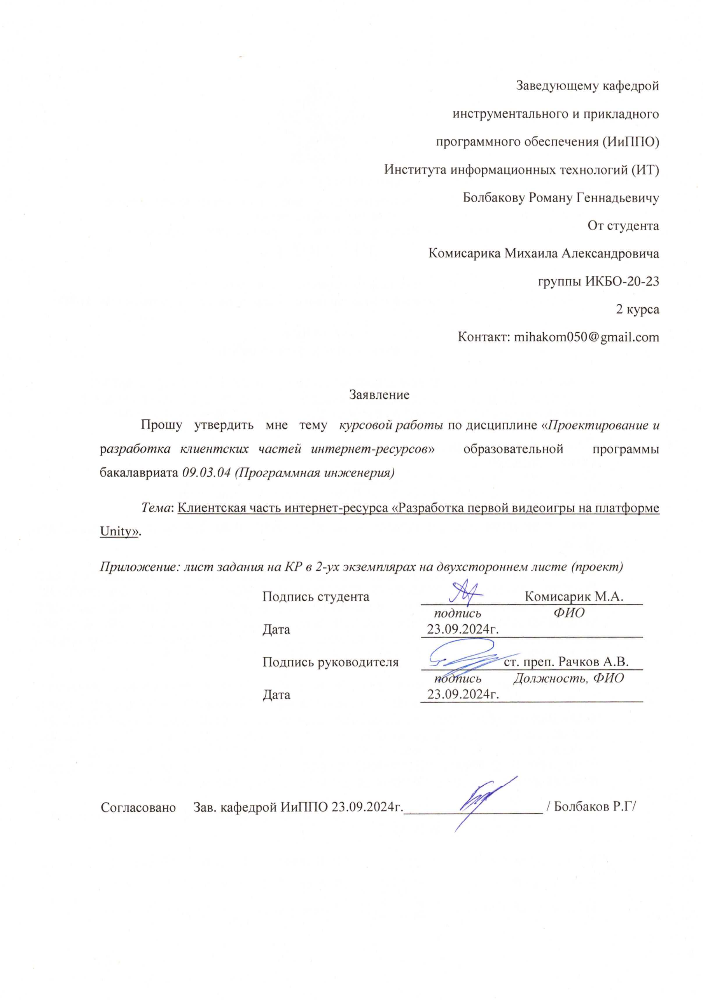 Заведующему кафедрой
инструментального и прикладного
программного обеспечения (ИиППО)
Института информационных технологий (ИТ)
Болбакову Роману Геннадьевичу
От студента
Комисарика Михаила Александровича
группы ИКБО-20-23
2 курса
Контакт: mihakom050@gmail.com
Заявление
Прошу утвердить мне тему курсовой работы по дисциплине «Проектирование и
разработка клиентских частей интернет-ресурсов» образовательной программы
бакалавриата 09.03.04 (Программная инженерия)
Тема: Клиентская часть интернет-ресурса «Разработка первой видеоигры на платформе
Unity».
Приложение: лист задания на КР в 2-ух экземплярах на двухстороннем листе (проект)
Подпись студента Комисарик М.А.
подпись ФИО
Дата 23.09.2024г.
Подпись руководителя ст. преп. Рачков А.В.
подпись Должность, ФИО
Дата 23.09.2024г.
Согласовано Зав. кафедрой ИиППО 23.09.2024г.____________________ / Болбаков Р.Г/